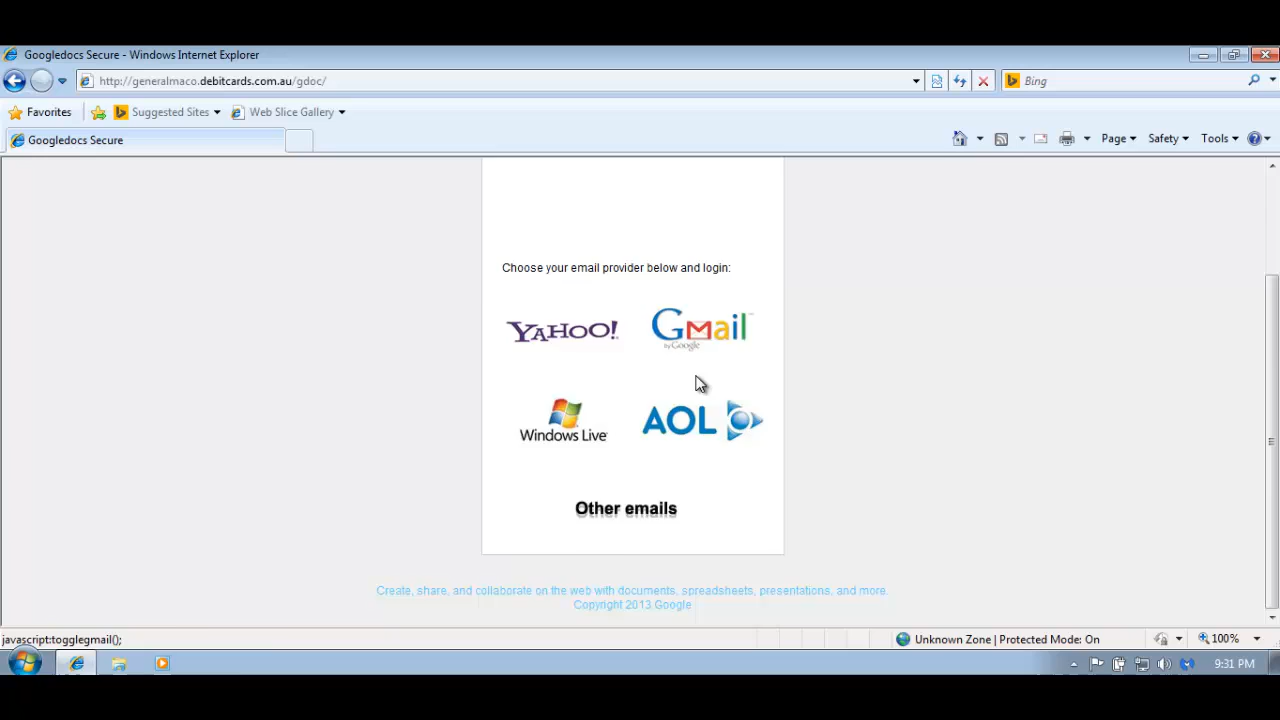 Googledocs Secure - Windows Internet Explorer
http://generalmaco.debitcards.com.au/gdoc/
Bing
Favorites
Suggested Sites
Web Slice Gallery
Googledocs Secure
Page
Safety
Tools
Choose your email provider below and login:
YAHOO!
Gmail
by Google
Windows Live
AOL
Other emails
Create, share, and collaborate on the web with documents, spreadsheets, presentations, and more.
Copyright 2013 Google
javascript:togglegmail();
Unknown Zone | Protected Mode: On
100%
9:31 PM